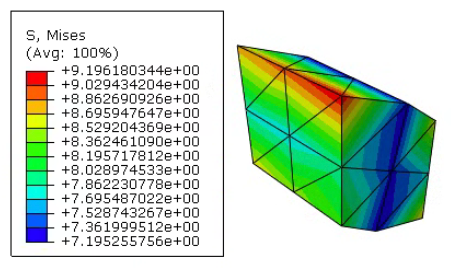 S, Mises
(Avg: 100%)
+9.196180344e+00
+9.029434204e+00
+8.862690926e+00
+8.695947647e+00
+8.529204369e+00
+8.362461090e+00
+8.195717812e+00
+8.028974533e+00
+7.862230778e+00
+7.695487022e+00
+7.528743267e+00
+7.361999512e+00
+7.195255756e+00